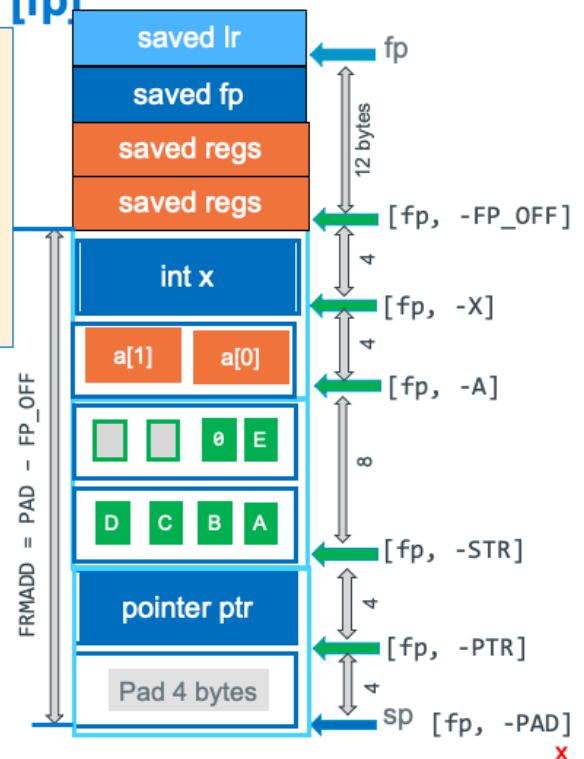 [fp]
saved lr
fp
saved fp
12 bytes
saved regs
saved regs
[fp, -FP_OFF]
int x
4
[fp, -X]
a[1] a[0]
4
[fp, -A]
FRMADD = PAD - FP_OFF
0 E
8
D C B A
[fp, -STR]
pointer ptr
4
[fp, -PTR]
Pad 4 bytes
4
sp [fp, -PAD]
x